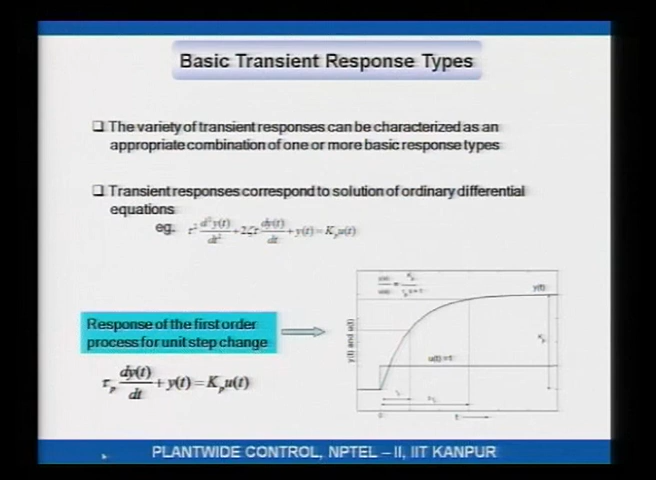 Basic Transient Response Types
❑ The variety of transient responses can be characterized as an
appropriate combination of one or more basic response types
❑ Transient responses correspond to solution of ordinary differential
equations
eg. τ² d²y(t)/dt² + 2ζτ dy(t)/dt + y(t) = Kₚu(t)
Response of the first order
process for unit step change
τₚ dy(t)/dt + y(t) = Kₚu(t)
y(t)
y(t) and u(t)
Kₚ
t
PLANTWIDE CONTROL, NPTEL – II, IIT KANPUR